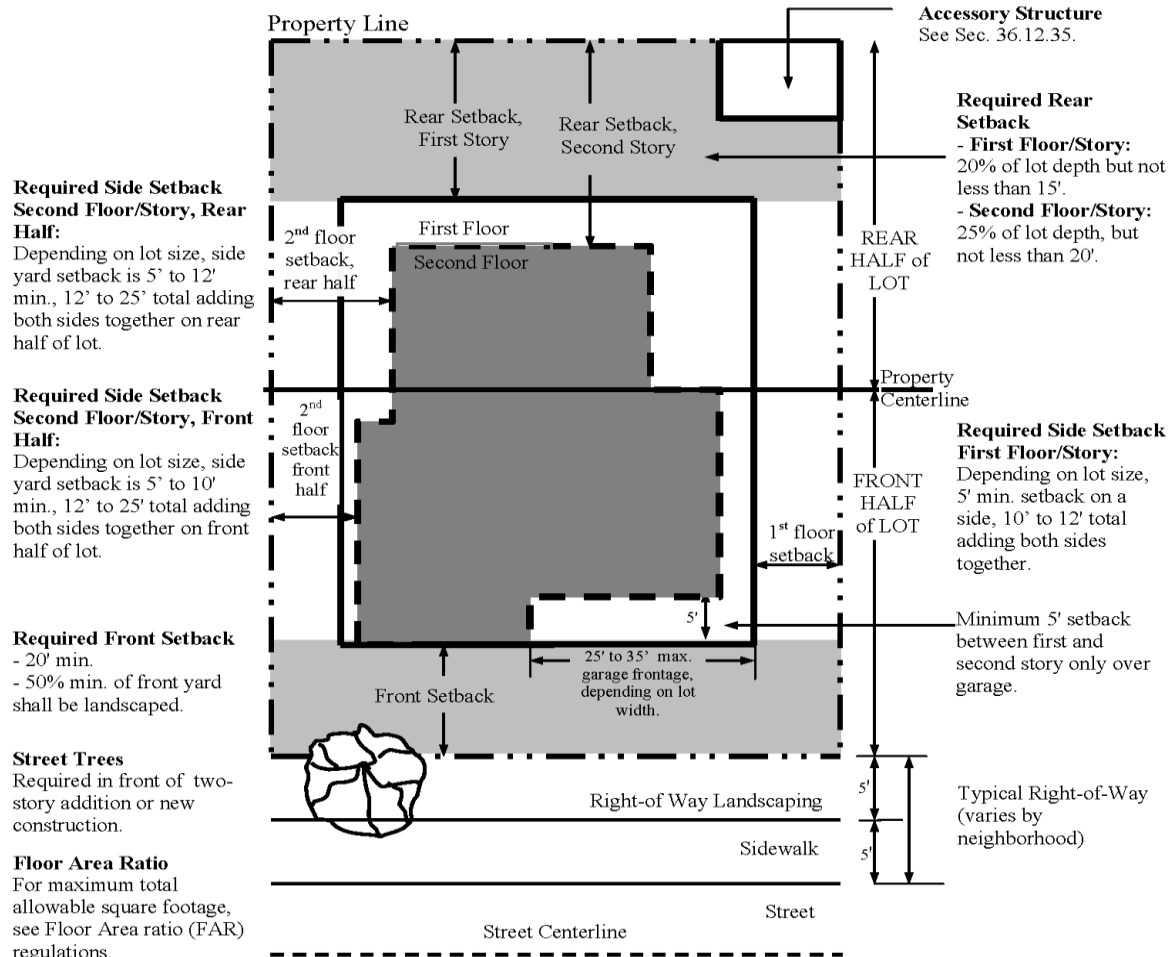 Property Line
Accessory Structure
See Sec. 36.12.35.
Required Rear
Setback
- First Floor/Story:
20% of lot depth but not
less than 15'.
- Second Floor/Story:
25% of lot depth, but
not less than 20'.
Rear Setback,
First Story
Rear Setback,
Second Story
Required Side Setback
Second Floor/Story, Rear
Half:
Depending on lot size, side
yard setback is 5’ to 12'
min., 12’ to 25’ total adding
both sides together on rear
half of lot.
2nd floor
setback,
rear half
First Floor
Second Floor
REAR
HALF of
LOT
Property
Centerline
Required Side Setback
Second Floor/Story, Front
Half:
Depending on lot size, side
yard setback is 5’ to 10'
min., 12’ to 25' total adding
both sides together on front
half of lot.
2nd
floor
setback
front
half
FRONT
HALF
of LOT
1st floor
setback
Required Side Setback
First Floor/Story:
Depending on lot size,
5' min. setback on a
side, 10’ to 12' total
adding both sides
together.
5'
Minimum 5' setback
between first and
second story only over
garage.
Required Front Setback
- 20' min.
- 50% min. of front yard
shall be landscaped.
Front Setback
25' to 35’ max.
garage frontage,
depending on lot
width.
Street Trees
Required in front of two-
story addition or new
construction.
Right-of Way Landscaping
5'
Typical Right-of-Way
(varies by
neighborhood)
Sidewalk
5'
Floor Area Ratio
For maximum total
allowable square footage,
see Floor Area ratio (FAR)
regulations.
Street
Street Centerline